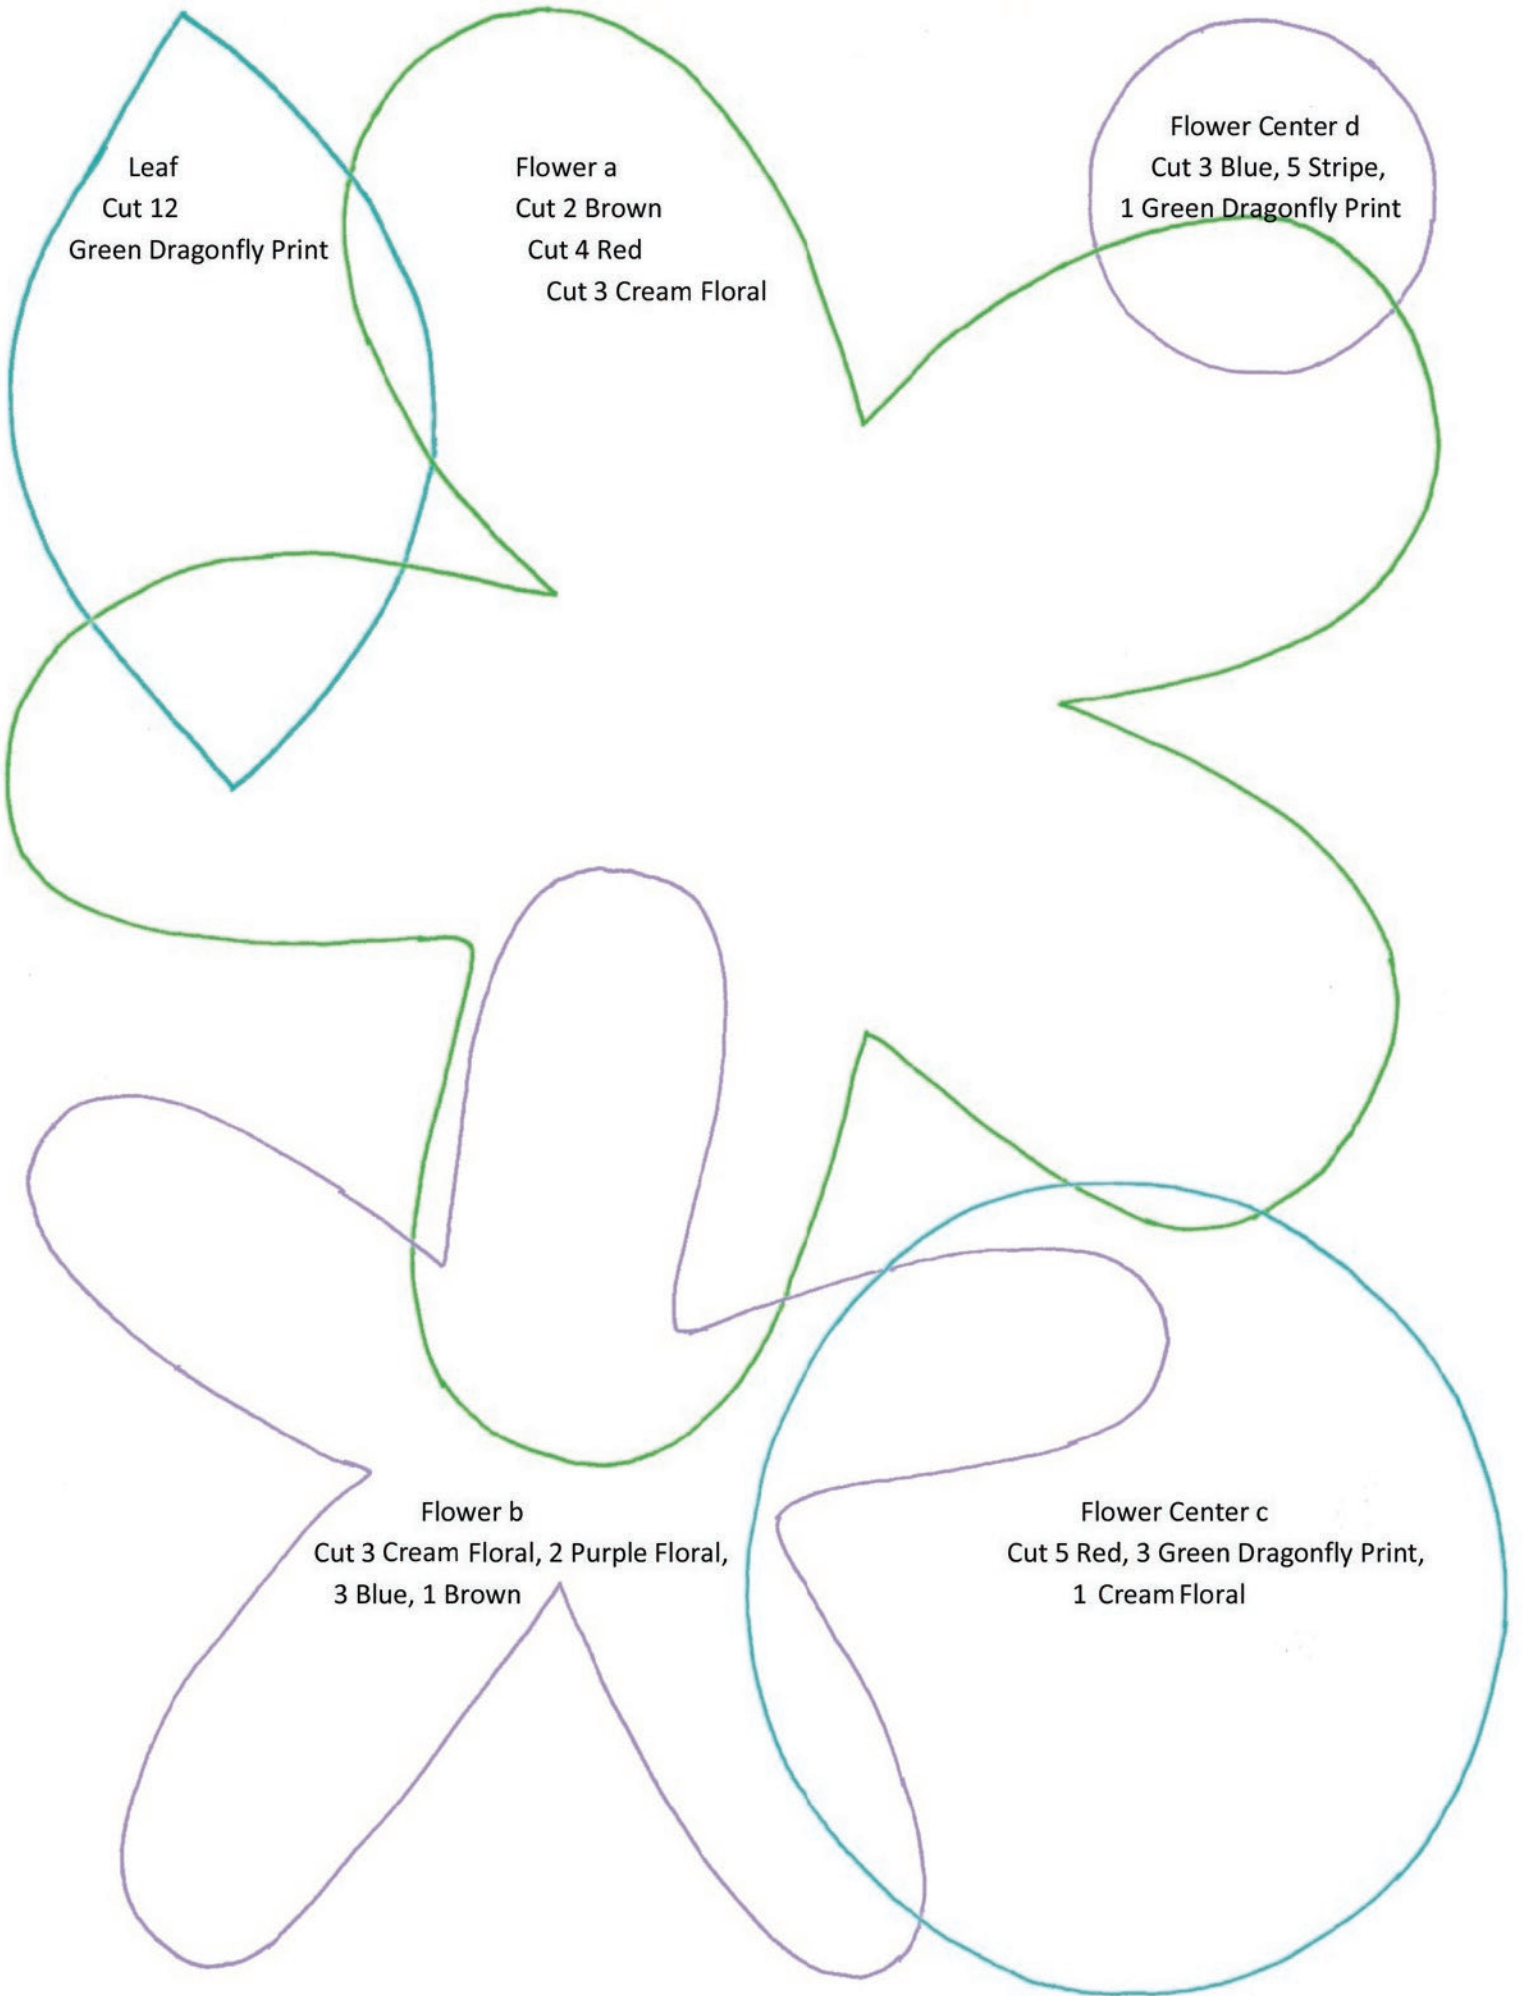 Leaf
Cut 12
Green Dragonfly Print
Flower a
Cut 2 Brown
Cut 4 Red
Cut 3 Cream Floral
Flower Center d
Cut 3 Blue, 5 Stripe,
1 Green Dragonfly Print
Flower b
Cut 3 Cream Floral, 2 Purple Floral,
3 Blue, 1 Brown
Flower Center c
Cut 5 Red, 3 Green Dragonfly Print,
1 Cream Floral